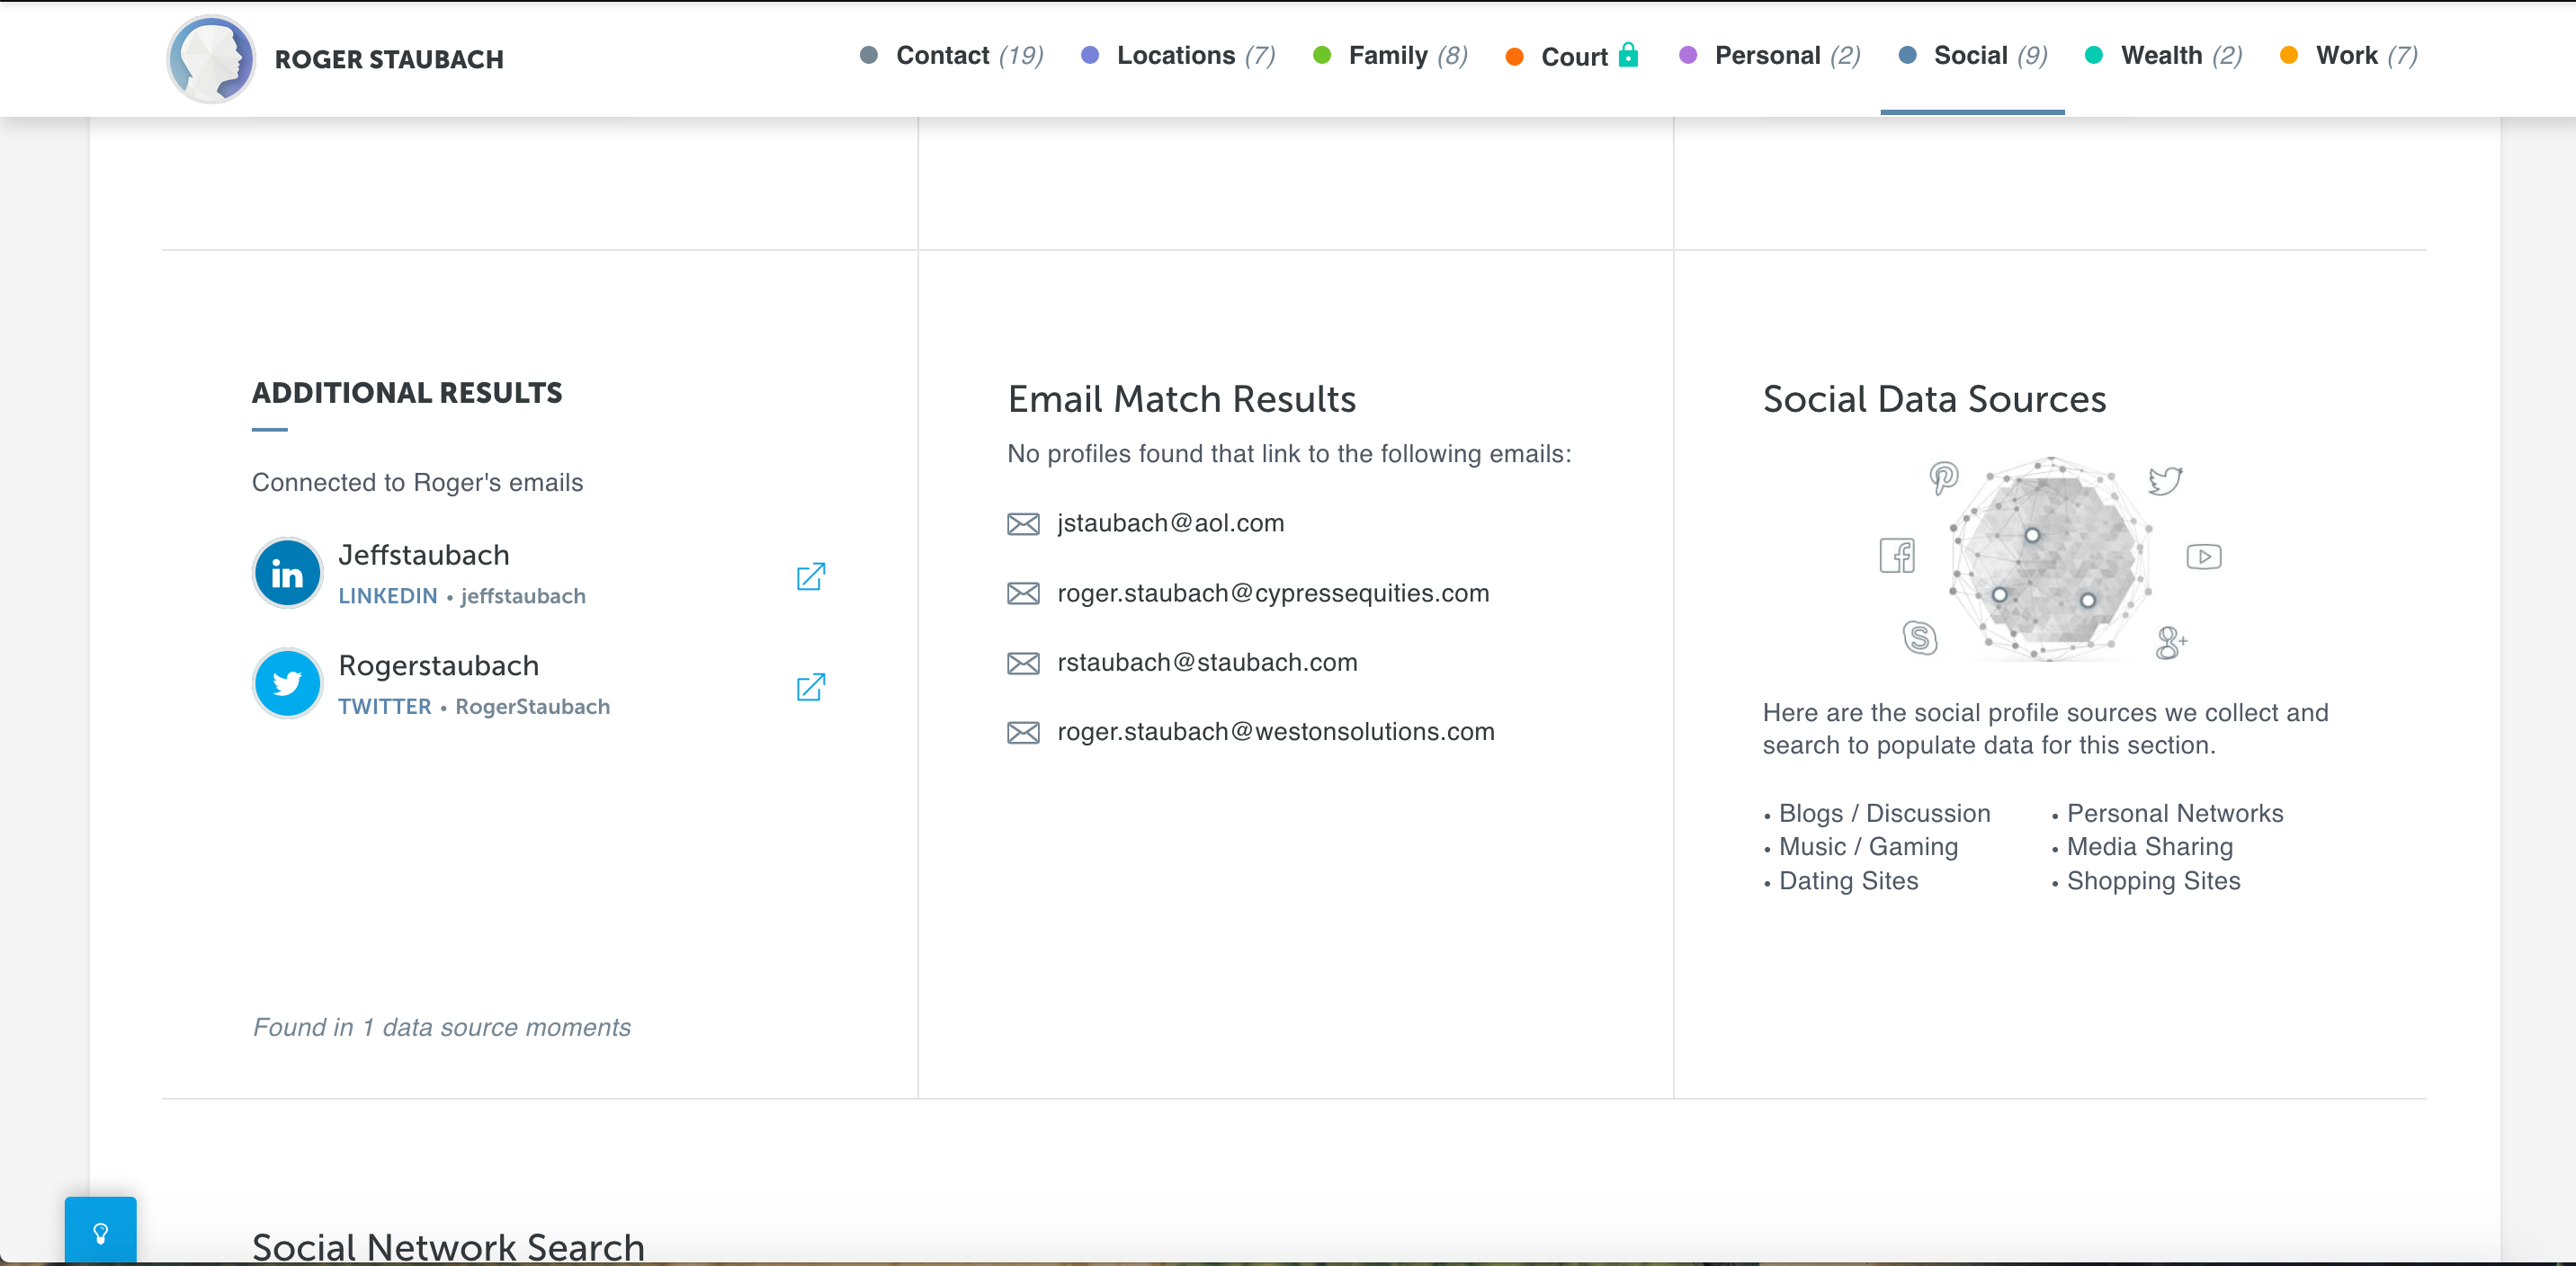 ROGER STAUBACH
Contact (19)
Locations (7)
Family (8)
Court
Personal (2)
Social (9)
Wealth (2)
Work (7)
ADDITIONAL RESULTS
Connected to Roger's emails
in
Jeffstaubach
LINKEDIN • jeffstaubach
Rogerstaubach
TWITTER • RogerStaubach
Found in 1 data source moments
Email Match Results
No profiles found that link to the following emails:
jstaubach@aol.com
roger.staubach@cypressequities.com
rstaubach@staubach.com
roger.staubach@westonsolutions.com
Social Data Sources
Here are the social profile sources we collect and
search to populate data for this section.
• Blogs / Discussion
• Music / Gaming
• Dating Sites
• Personal Networks
• Media Sharing
• Shopping Sites
Social Network Search